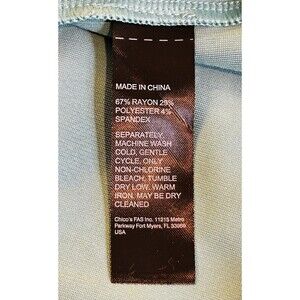 MADE IN CHINA
67% RAYON 29%
POLYESTER 4%
SPANDEX
SEPARATELY,
MACHINE WASH
COLD, GENTLE
CYCLE, ONLY
NON-CHLORINE
BLEACH, TUMBLE
DRY LOW. WARM
IRON. MAY BE DRY
CLEANED
Chico's FAS Inc. 11215 Metro
Parkway Fort Myers, FL 33966
USA